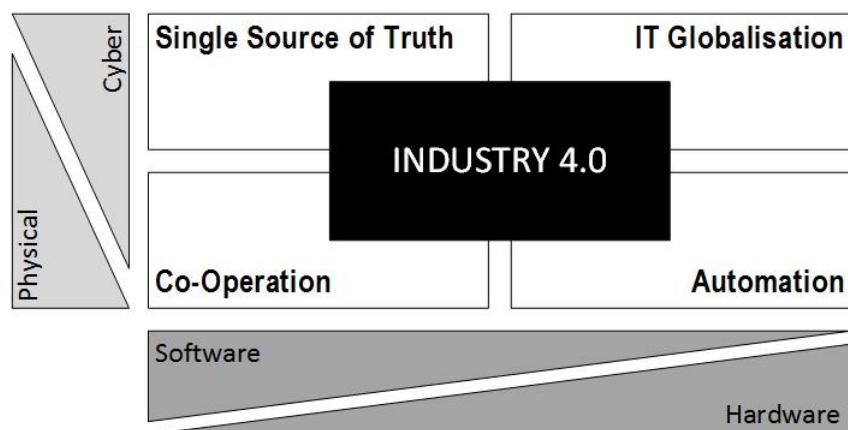 Cyber
Physical
Single Source of Truth
IT Globalisation
INDUSTRY 4.0
Co-Operation
Automation
Software
Hardware